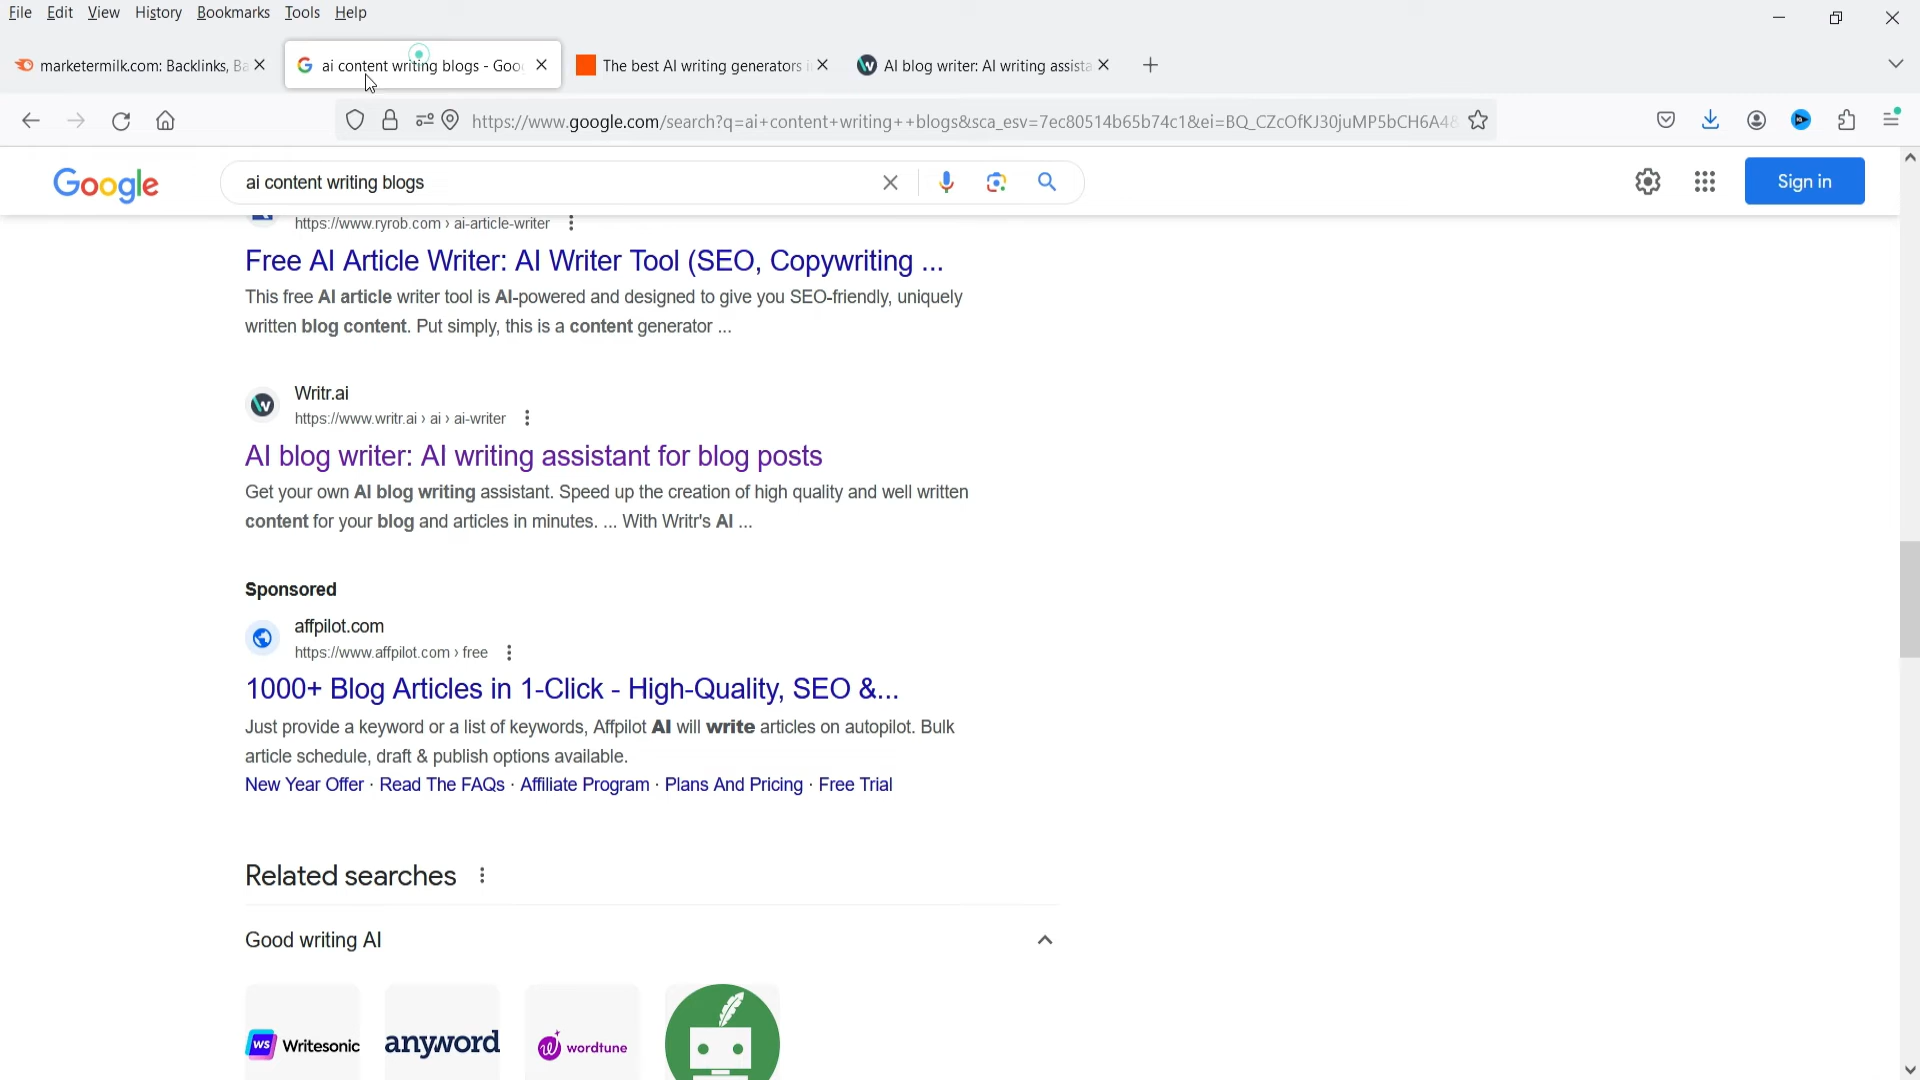 File Edit View History Bookmarks Tools Help
marketermilk.com: Backlinks, Ba
ai content writing blogs - Goo
The best AI writing generators i
AI blog writer: AI writing assista
https://www.google.com/search?q=ai+content+writing++blogs&sca_esv=7ec80514b65b74c1&ei=BQ_CZcOfKJ30juMP5bCH6A48
Google
ai content writing blogs
Sign in
https://www.ryrob.com › ai-article-writer
Free AI Article Writer: AI Writer Tool (SEO, Copywriting ...
This free AI article writer tool is AI-powered and designed to give you SEO-friendly, uniquely
written blog content. Put simply, this is a content generator ...
Writr.ai
https://www.writr.ai › ai › ai-writer
AI blog writer: AI writing assistant for blog posts
Get your own AI blog writing assistant. Speed up the creation of high quality and well written
content for your blog and articles in minutes. ... With Writr's AI ...
Sponsored
affpilot.com
https://www.affpilot.com › free
1000+ Blog Articles in 1-Click - High-Quality, SEO &...
Just provide a keyword or a list of keywords, Affpilot AI will write articles on autopilot. Bulk
article schedule, draft & publish options available.
New Year Offer · Read The FAQs · Affiliate Program · Plans And Pricing · Free Trial
Related searches
Good writing AI
WS Writesonic
anyword
wordtune